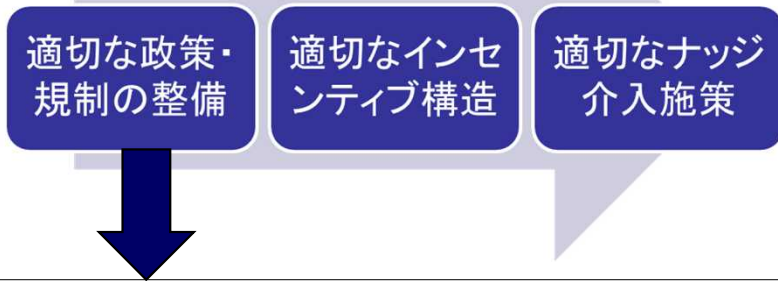 適切な政策・
規制の整備
適切なインセ
ンティブ構造
適切なナッジ
介入施策